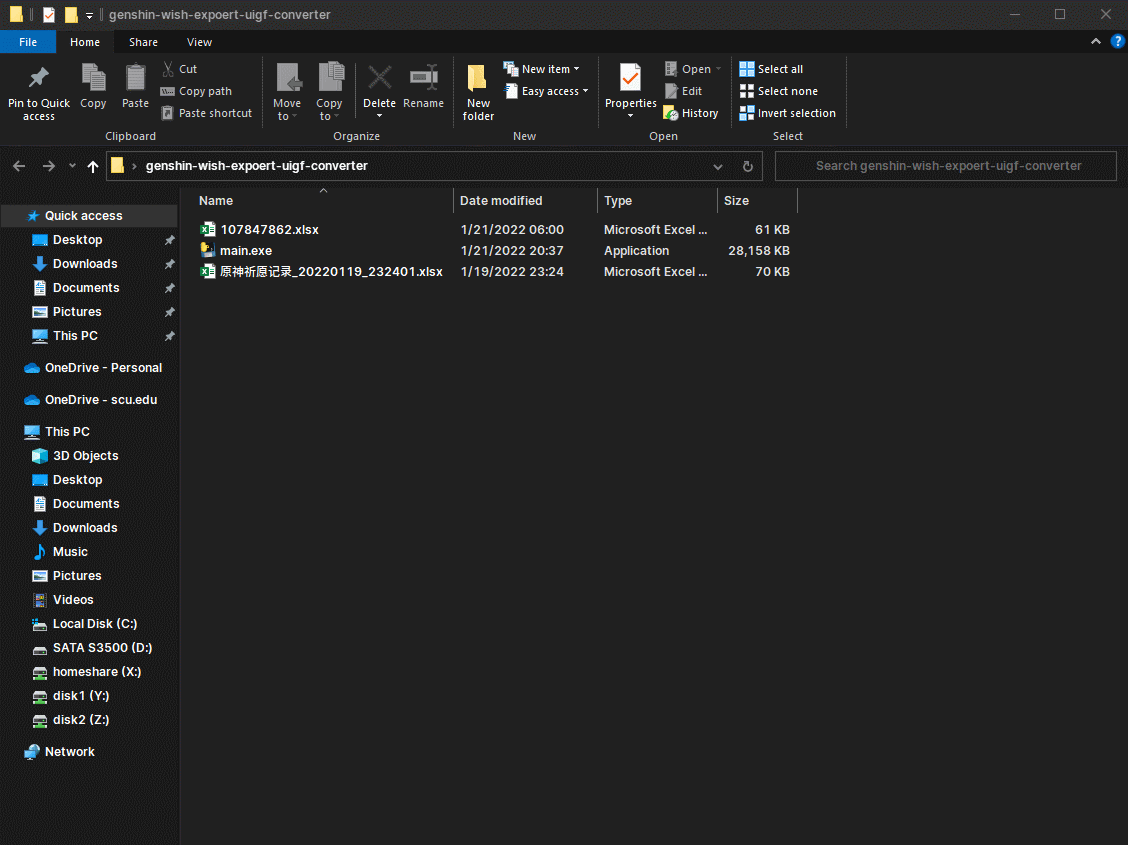 genshin-wish-expoert-uigf-converter
File Home Share View
Pin to Quick access
Copy
Paste
Cut
Copy path
Paste shortcut
Clipboard
Move to
Copy to
Delete
Rename
Organize
New folder
New item
Easy access
New
Properties
Open
Edit
History
Open
Select all
Select none
Invert selection
Select
genshin-wish-expoert-uigf-converter
Search genshin-wish-expoert-uigf-converter
Name Date modified Type Size
107847862.xlsx 1/21/2022 06:00 Microsoft Excel ... 61 KB
main.exe 1/21/2022 20:37 Application 28,158 KB
原神祈愿记录_20220119_232401.xlsx 1/19/2022 23:24 Microsoft Excel ... 70 KB
Quick access
Desktop
Downloads
Documents
Pictures
This PC
OneDrive - Personal
OneDrive - scu.edu
This PC
3D Objects
Desktop
Documents
Downloads
Music
Pictures
Videos
Local Disk (C:)
SATA S3500 (D:)
homeshare (X:)
disk1 (Y:)
disk2 (Z:)
Network